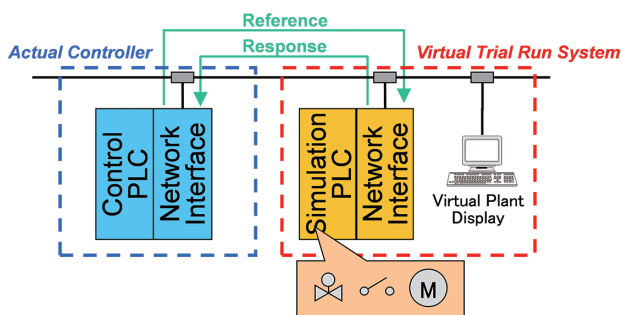 Reference
Actual Controller
Response
Virtual Trial Run System
Control
PLC
Network
Interface
Simulation
PLC
Network
Interface
Virtual Plant
Display
M